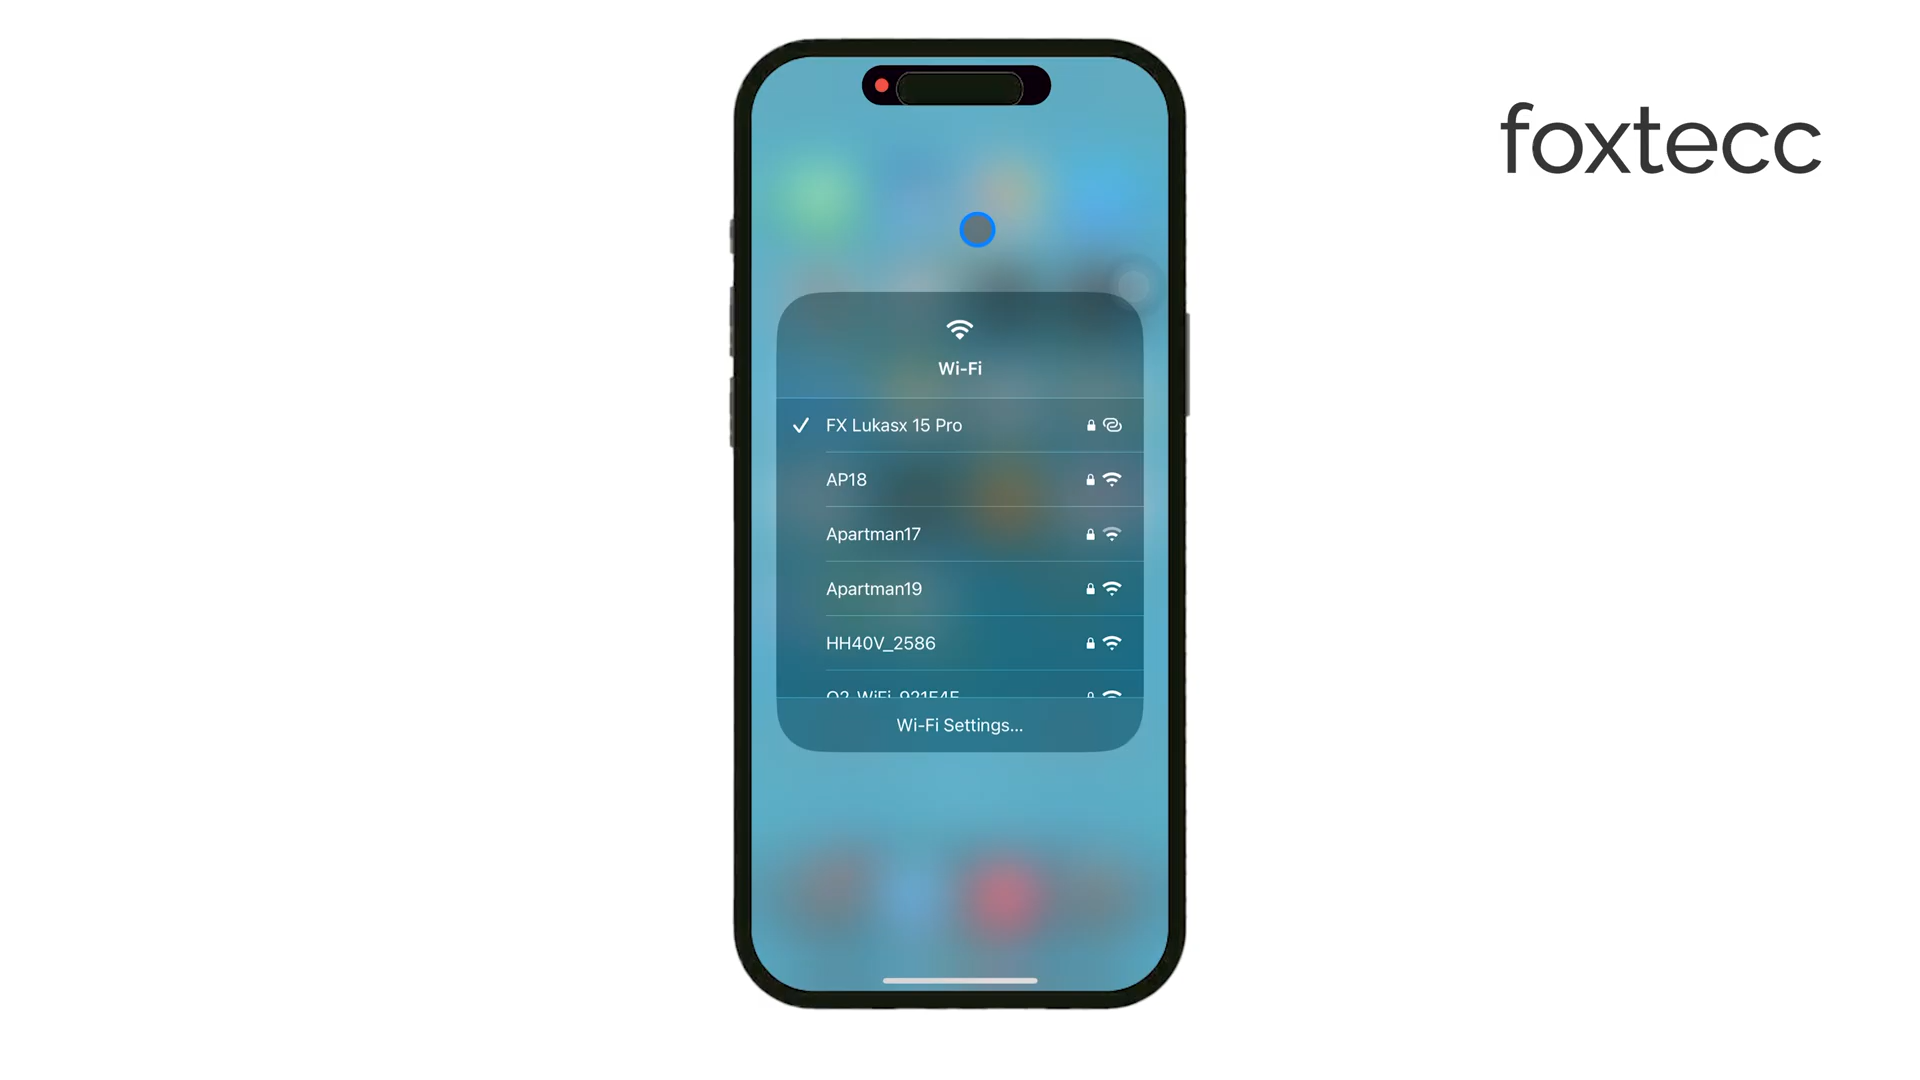 foxtecc
Wi-Fi
FX Lukasx 15 Pro
AP18
Apartman17
Apartman19
HH40V_2586
Wi-Fi Settings...